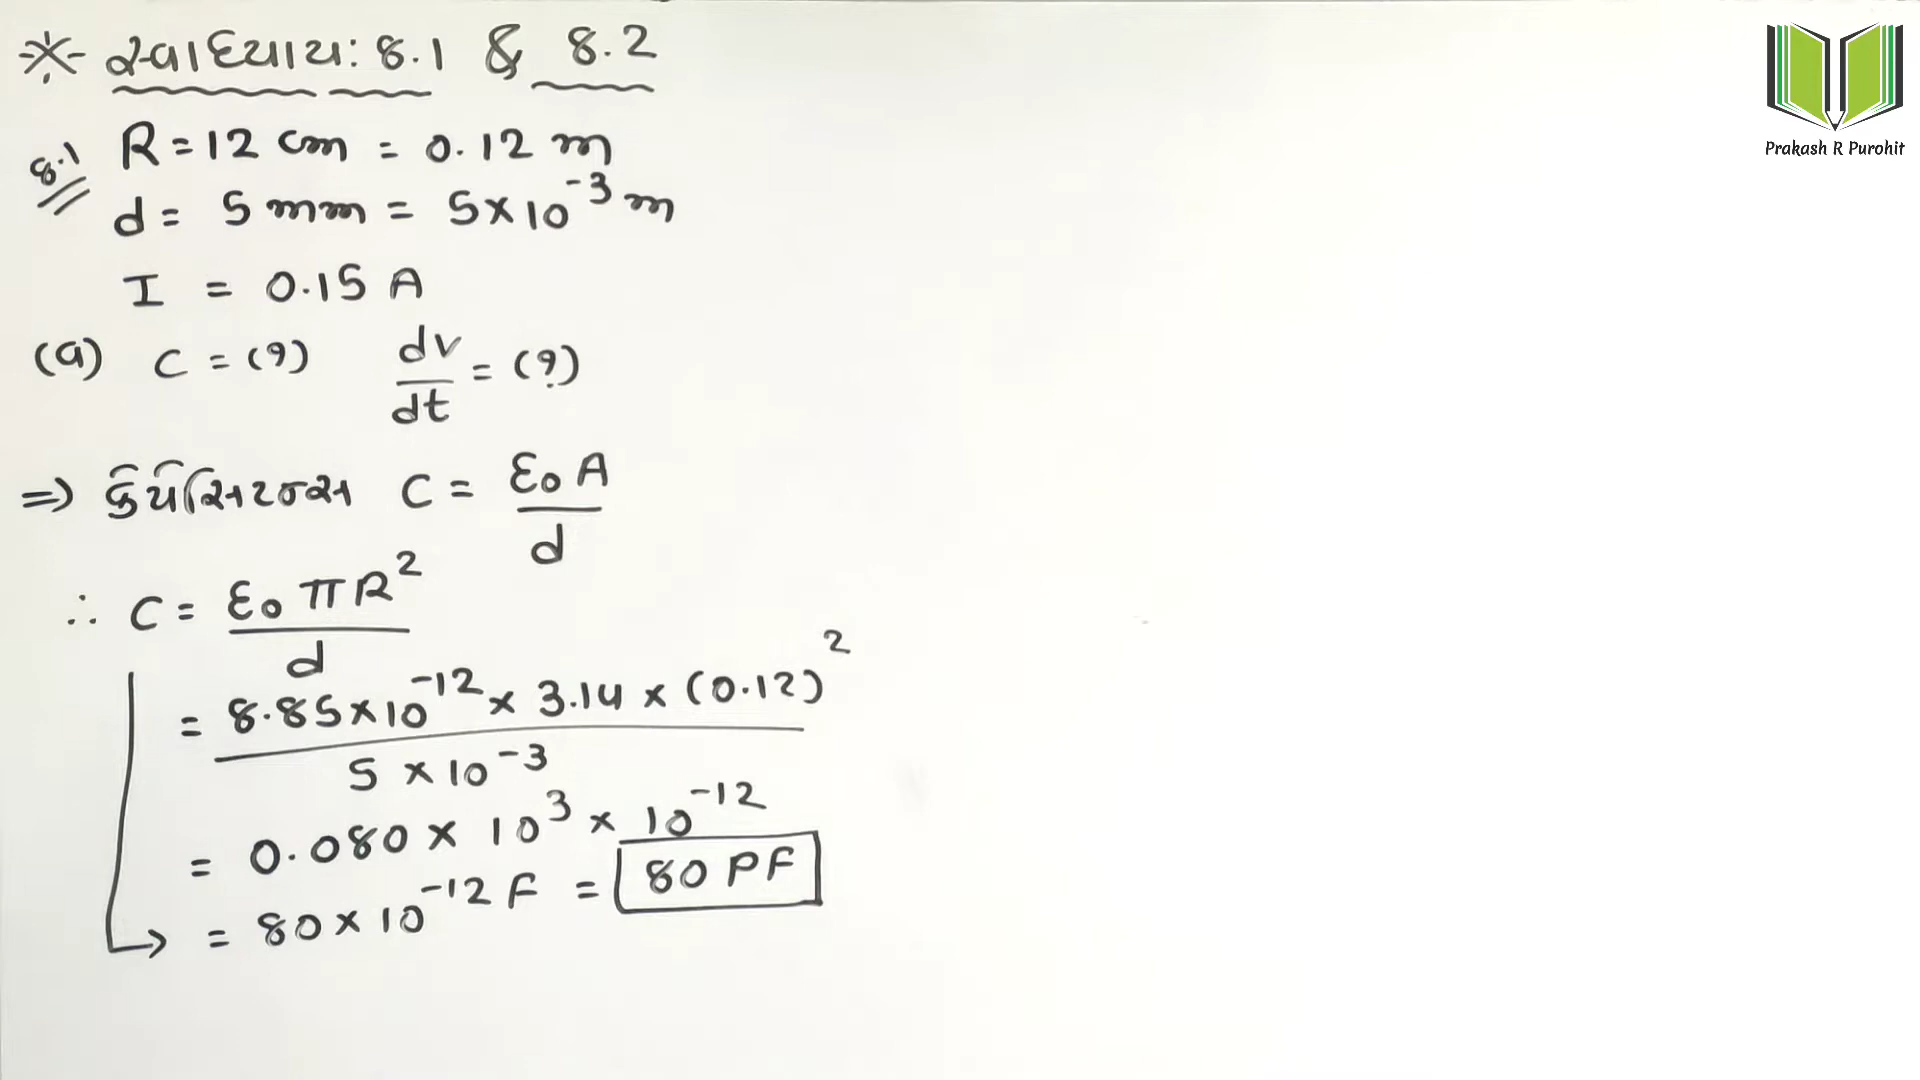 * સ્વાધ્યાય: 8.1 & 8.2
8.1 R = 12 cm = 0.12 m
d = 5 mm = 5×10⁻³ m
I = 0.15 A
(a) C = (?) dv/dt = (?)
⇒ C = ε₀A/d
∴ C = ε₀πR²/d
= 8.85×10⁻¹² × 3.14 × (0.12)² / 5×10⁻³
= 0.080 × 10³ × 10⁻¹²
= 80×10⁻¹² F = 80 PF
Prakash R Purohit